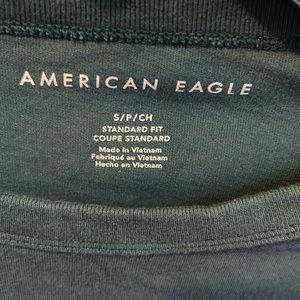 AMERICAN EAGLE
S/P/CH
STANDARD FIT
COUPE STANDARD
Made in Vietnam
Fabriqué au Vietnam
Hecho en Vietnam